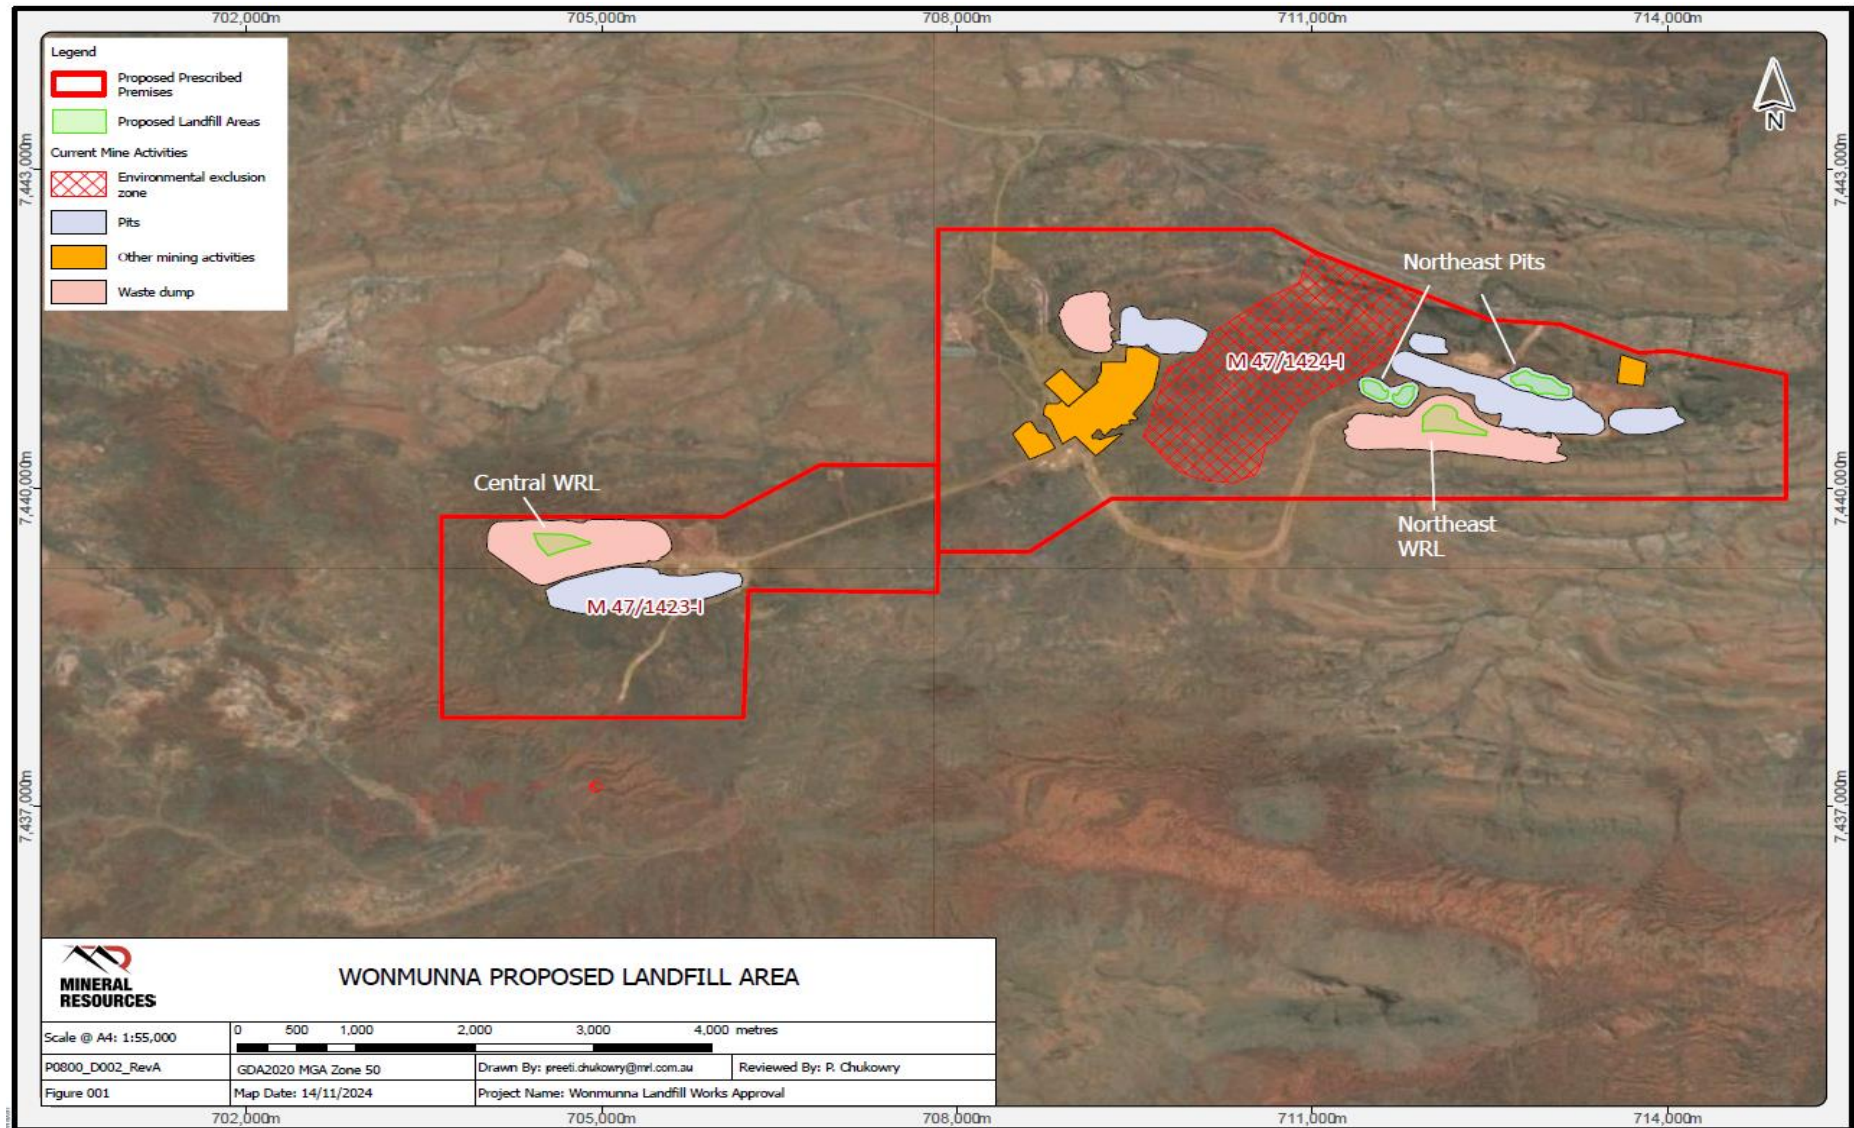 702,000m 705,000m 708,000m 711,000m 714,000m
Legend
Proposed Prescribed
Premises
Proposed Landfill Areas
Current Mine Activities
Environmental exclusion
zone
Pits
Other mining activities
Waste dump
N
7,443,000m 7,443,000m
Northeast Pits
M 47/1424-I
7,440,000m 7,440,000m
Central WRL
Northeast
WRL
M 47/1423-I
7,437,000m 7,437,000m
MINERAL
RESOURCES
WONMUNNA PROPOSED LANDFILL AREA
Scale @ A4: 1:55,000
0 500 1,000 2,000 3,000 4,000 metres
P0800_D002_RevA
GDA2020 MGA Zone 50
Drawn By: preeti.chukowry@mrl.com.au
Reviewed By: P. Chukowry
Figure 001
Map Date: 14/11/2024
Project Name: Wonmunna Landfill Works Approval
702,000m 705,000m 708,000m 711,000m 714,000m